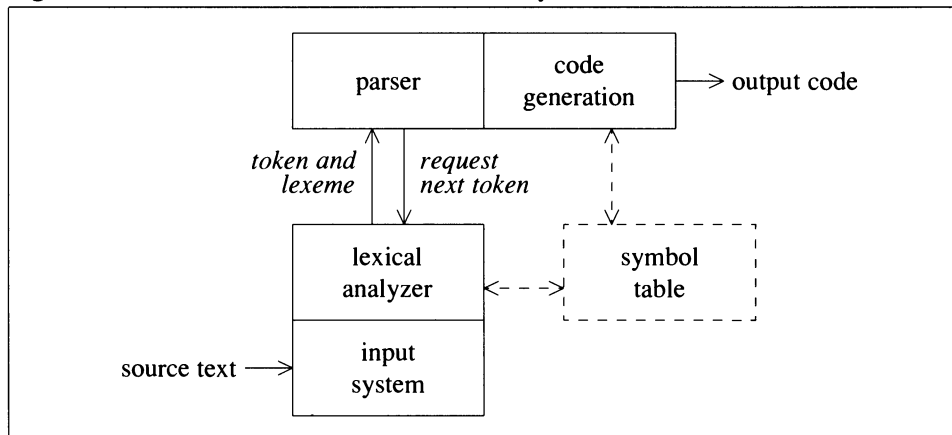 parser
code
generation
output code
token and
lexeme
request
next token
lexical
analyzer
symbol
table
source text
input
system